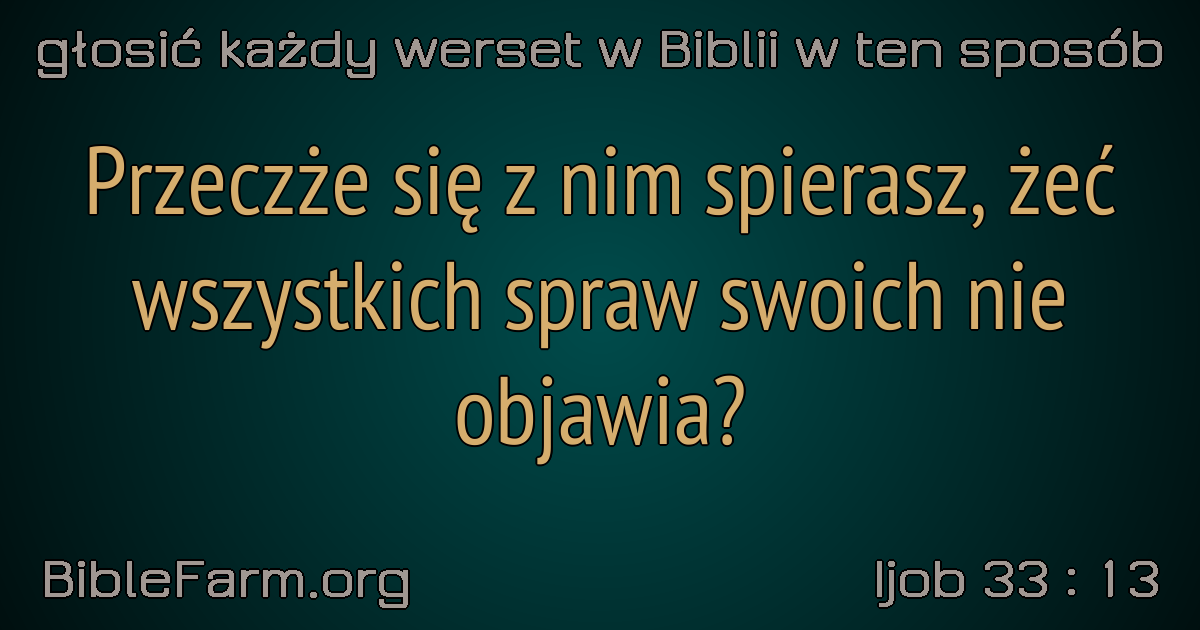 głosić każdy werset w Biblii w ten sposób
Przeczże się z nim spierasz, żeć
wszystkich spraw swoich nie
objawia?
BibleFarm.org
Ijob 33 : 13